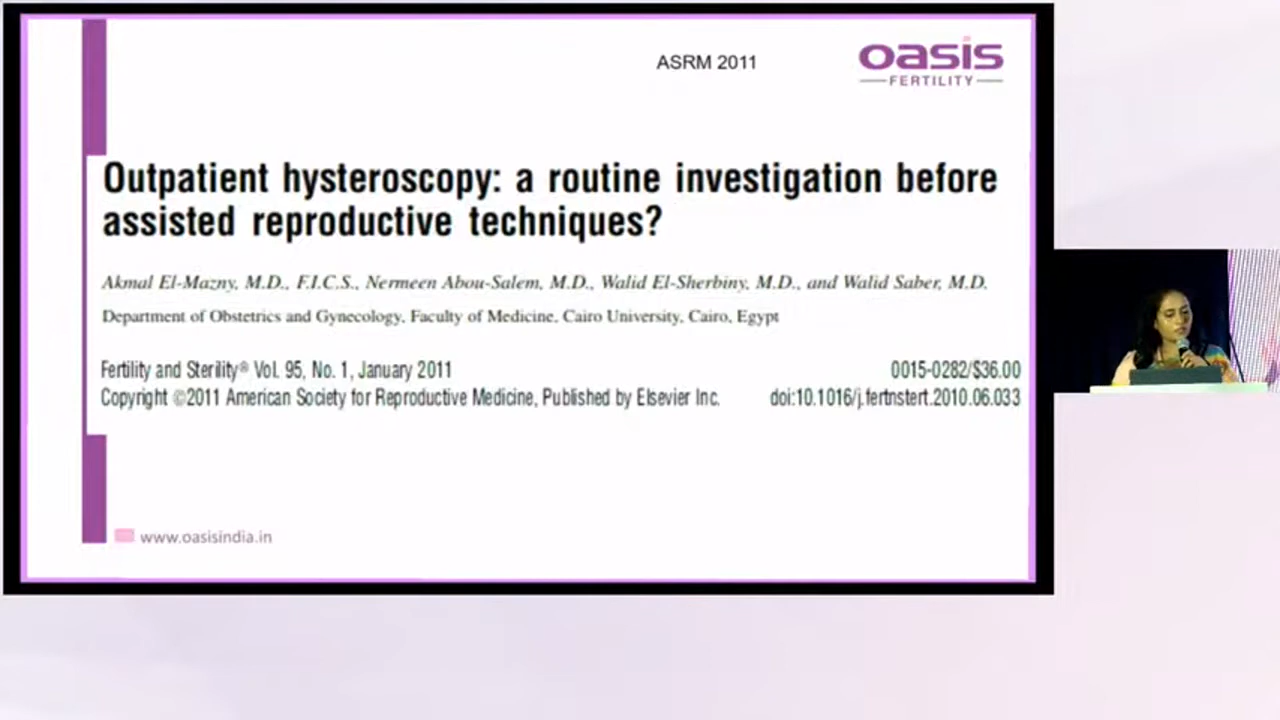 ASRM 2011
oasis
FERTILITY
Outpatient hysteroscopy: a routine investigation before
assisted reproductive techniques?
Akmal El-Mazny, M.D., F.I.C.S., Nermeen Abou-Salem, M.D., Walid El-Sherbiny, M.D., and Walid Saber, M.D.
Department of Obstetrics and Gynecology, Faculty of Medicine, Cairo University, Cairo, Egypt
Fertility and Sterility® Vol. 95, No. 1, January 2011 0015-0282/$36.00
Copyright ©2011 American Society for Reproductive Medicine, Published by Elsevier Inc. doi:10.1016/j.fertnstert.2010.06.033
www.oasisindia.in